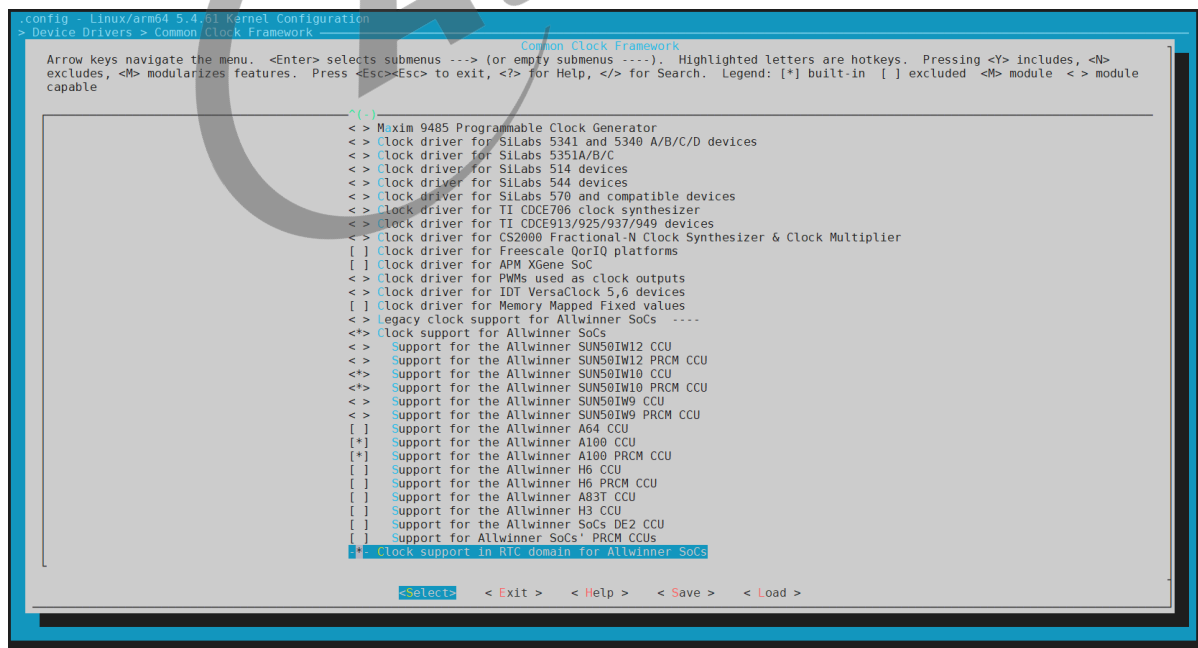 .config - Linux/arm64 5.4.61 Kernel Configuration
> Device Drivers > Common Clock Framework
Common Clock Framework
Arrow keys navigate the menu.  <Enter> selects submenus ---> (or empty submenus ----).  Highlighted letters are hotkeys.  Pressing <Y> includes, <N>
excludes, <M> modularizes features.  Press <Esc><Esc> to exit, <?> for Help, </> for Search.  Legend: [*] built-in  [ ] excluded  <M> module  < > module
capable
^(-)
< > Maxim 9485 Programmable Clock Generator
< > Clock driver for SiLabs 5341 and 5340 A/B/C/D devices
< > Clock driver for SiLabs 5351A/B/C
< > Clock driver for SiLabs 514 devices
< > Clock driver for SiLabs 544 devices
< > Clock driver for SiLabs 570 and compatible devices
< > Clock driver for TI CDCE706 clock synthesizer
< > Clock driver for TI CDCE913/925/937/949 devices
< > Clock driver for CS2000 Fractional-N Clock Synthesizer & Clock Multiplier
[ ] Clock driver for Freescale QorIQ platforms
[ ] Clock driver for APM XGene SoC
< > Clock driver for PWMs used as clock outputs
< > Clock driver for IDT VersaClock 5,6 devices
[ ] Clock driver for Memory Mapped Fixed values
< > Legacy clock support for Allwinner SoCs  ----
<*> Clock support for Allwinner SoCs
< >   Support for the Allwinner SUN50IW12 CCU
< >   Support for the Allwinner SUN50IW12 PRCM CCU
<*>   Support for the Allwinner SUN50IW10 CCU
<*>   Support for the Allwinner SUN50IW10 PRCM CCU
< >   Support for the Allwinner SUN50IW9 CCU
< >   Support for the Allwinner SUN50IW9 PRCM CCU
[ ]   Support for the Allwinner A64 CCU
[*]   Support for the Allwinner A100 CCU
[*]   Support for the Allwinner A100 PRCM CCU
[ ]   Support for the Allwinner H6 CCU
[ ]   Support for the Allwinner H6 PRCM CCU
[ ]   Support for the Allwinner A83T CCU
[ ]   Support for the Allwinner H3 CCU
[ ]   Support for the Allwinner SoCs DE2 CCU
[ ]   Support for Allwinner SoCs' PRCM CCUs
-*- Clock support in RTC domain for Allwinner SoCs
<Select>    < Exit >    < Help >    < Save >    < Load >